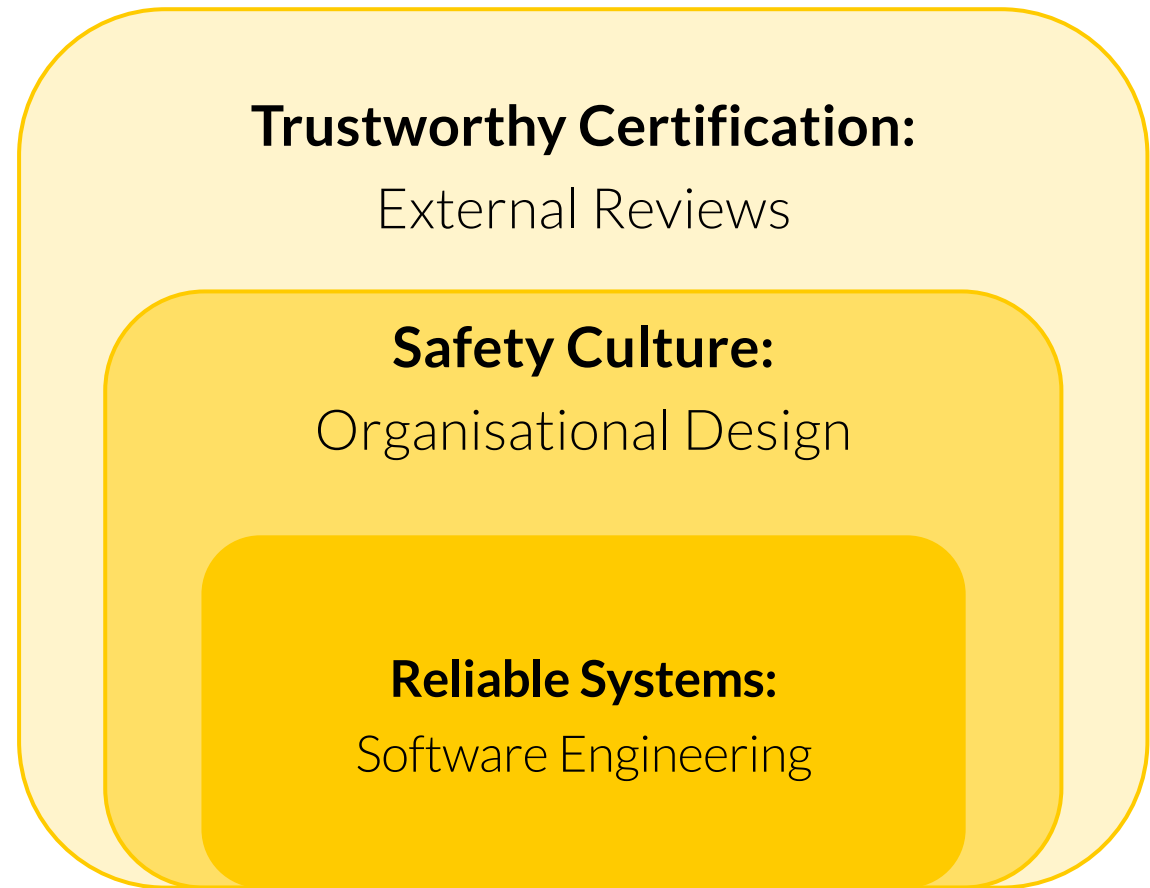 Trustworthy Certification:
External Reviews
Safety Culture:
Organisational Design
Reliable Systems:
Software Engineering